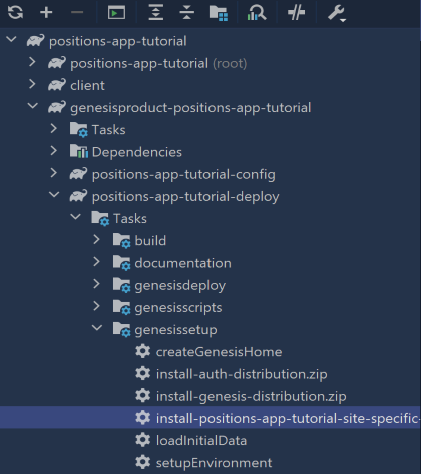 positions-app-tutorial
positions-app-tutorial (root)
client
genesisproduct-positions-app-tutorial
Tasks
Dependencies
positions-app-tutorial-config
positions-app-tutorial-deploy
Tasks
build
documentation
genesisdeploy
genesisscripts
genesissetup
createGenesisHome
install-auth-distribution.zip
install-genesis-distribution.zip
install-positions-app-tutorial-site-specific-
loadInitialData
setupEnvironment